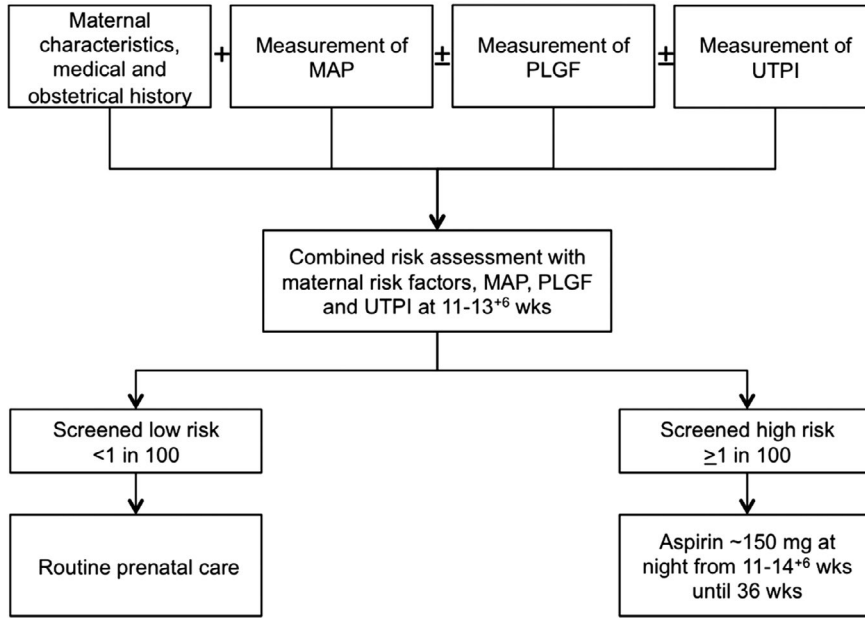 Maternal
characteristics,
medical and
obstetrical history
+
Measurement of
MAP
±
Measurement of
PLGF
±
Measurement of
UTPI
Combined risk assessment with
maternal risk factors, MAP, PLGF
and UTPI at 11-13⁺⁶ wks
Screened low risk
<1 in 100
Screened high risk
≥1 in 100
Routine prenatal care
Aspirin ~150 mg at
night from 11-14⁺⁶ wks
until 36 wks